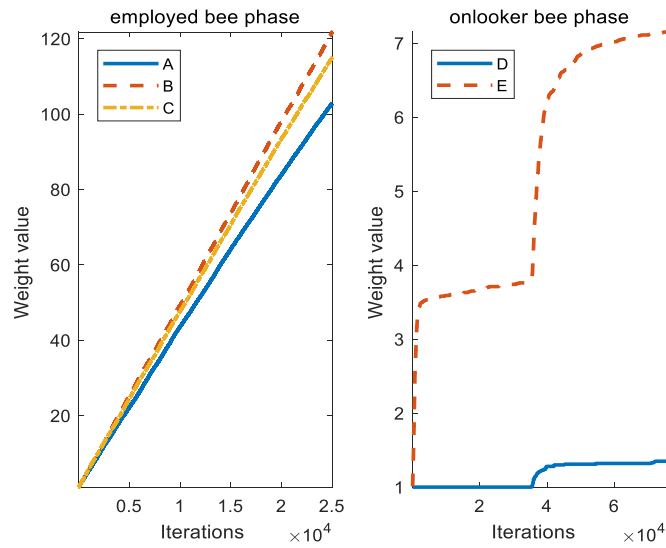 employed bee phase
120
100
80
60
40
20
0.5
1
1.5
2
2.5
×10⁴
Weight value
Iterations
A
B
C
onlooker bee phase
7
6
5
4
3
2
1
2
4
6
×10⁴
Weight value
Iterations
D
E